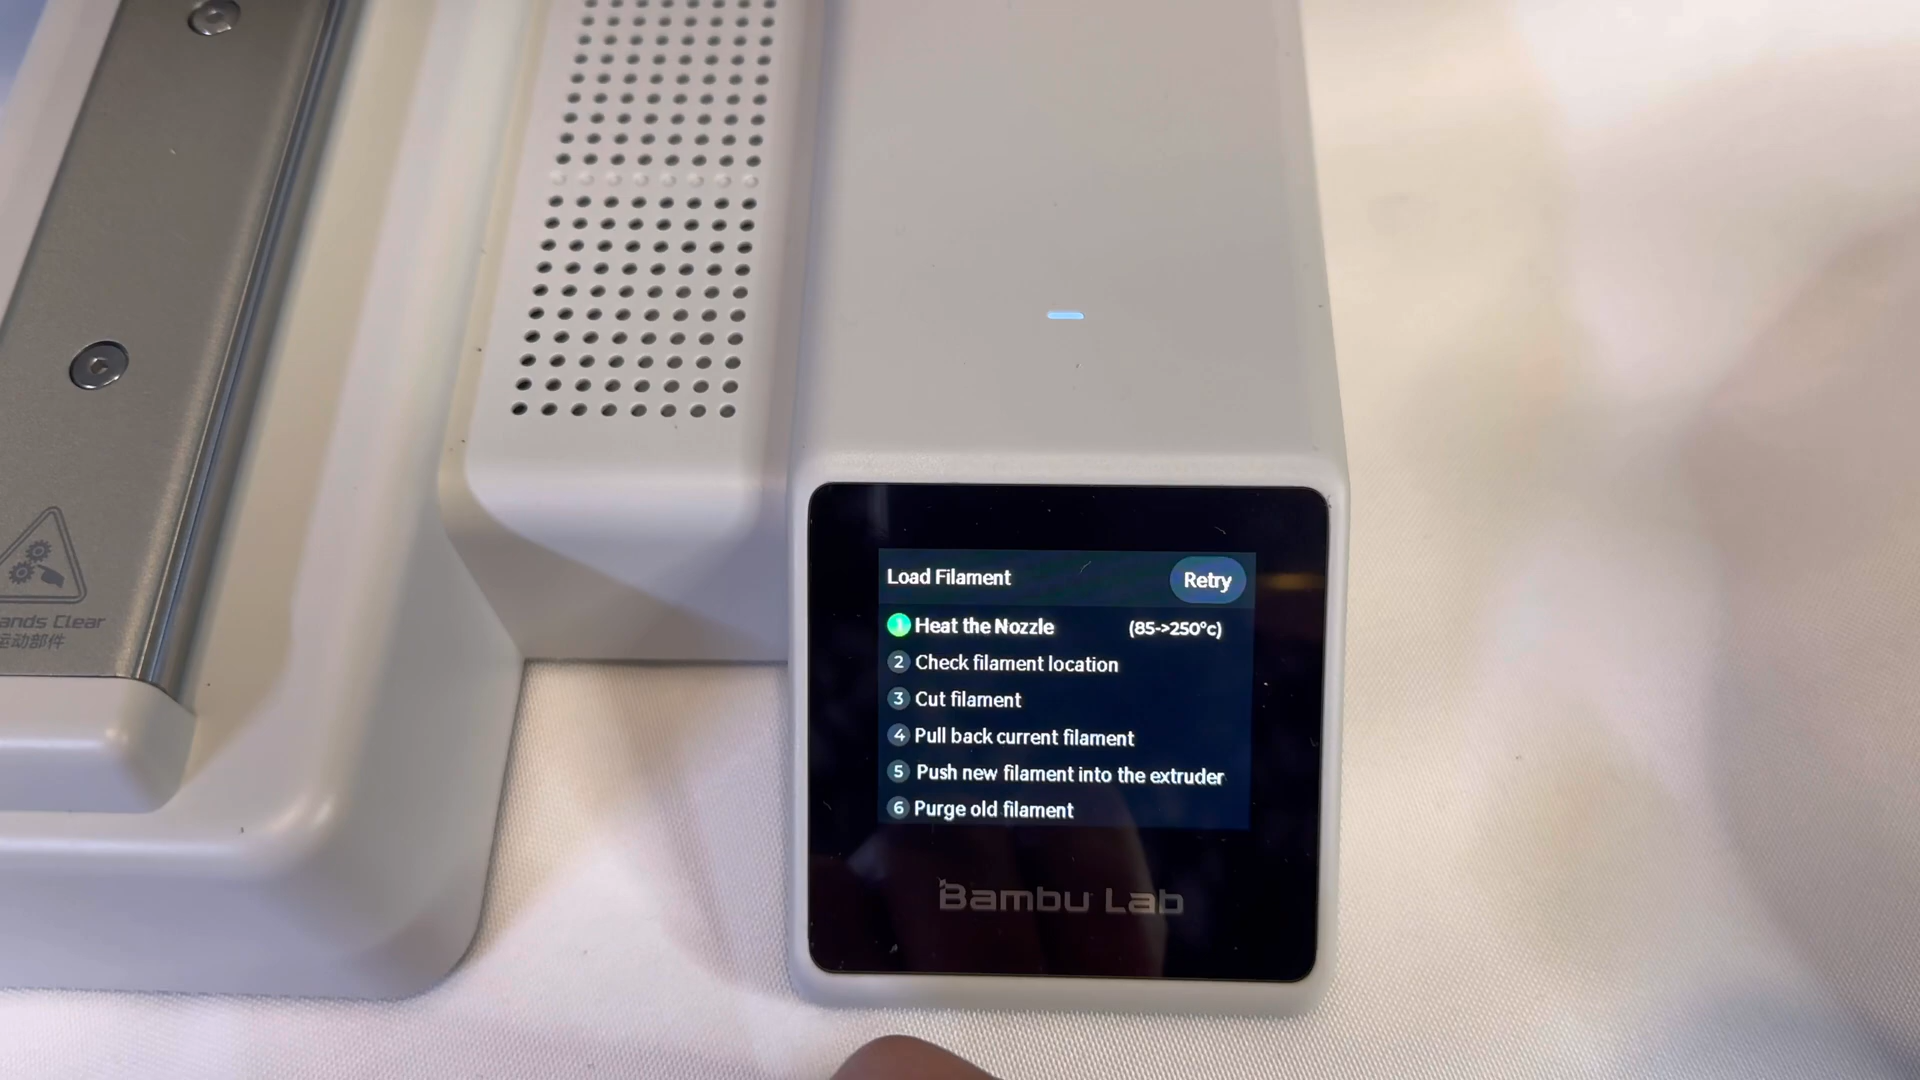 ands Clear
运动部件
Load Filament
Retry
1 Heat the Nozzle (85->250°c)
2 Check filament location
3 Cut filament
4 Pull back current filament
5 Push new filament into the extruder
6 Purge old filament
Bambu Lab